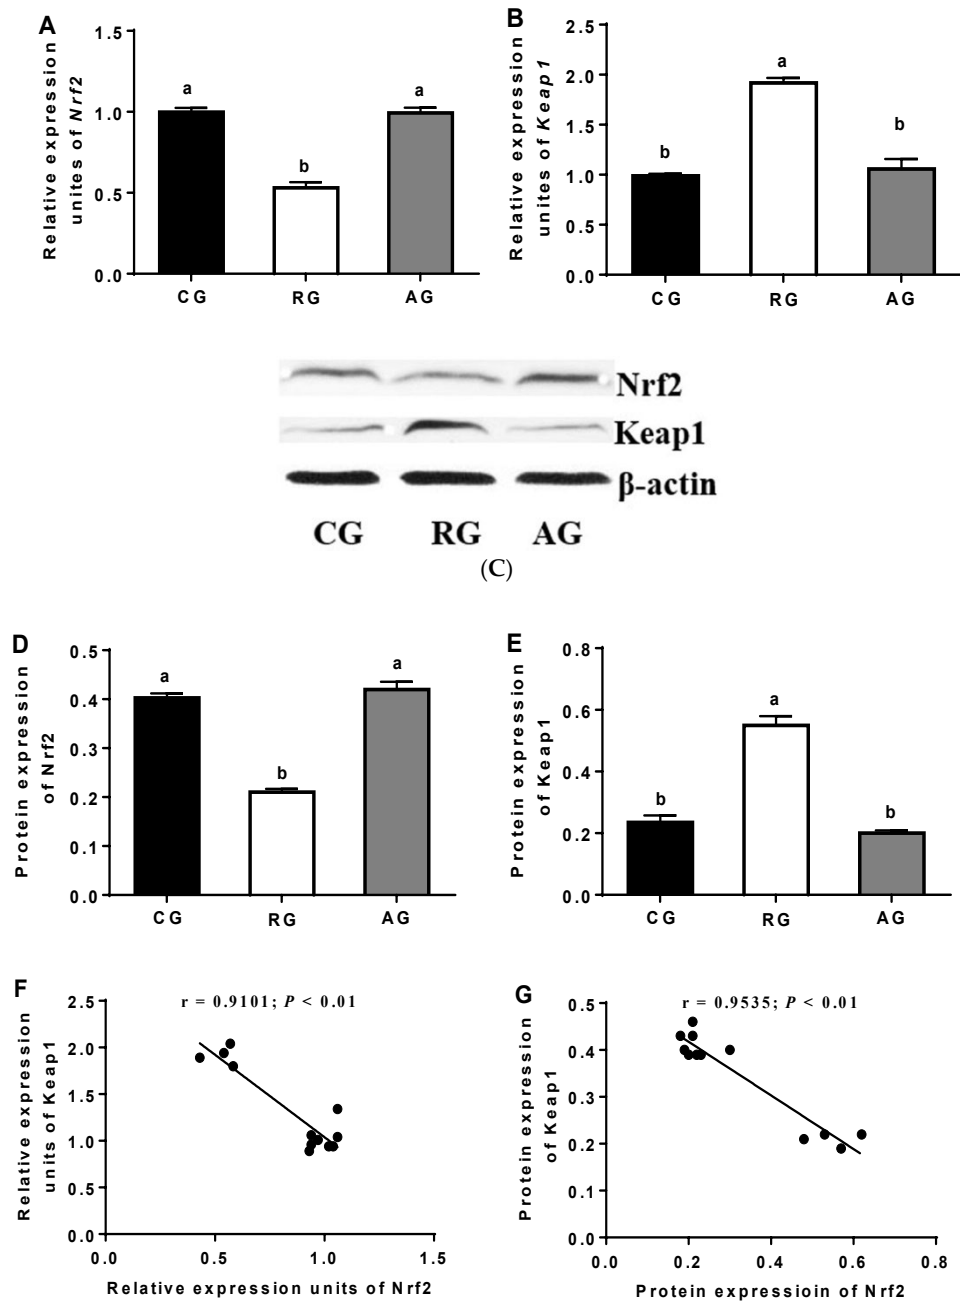 A
Relative expression
unites of Nrf2
1.5
1.0
0.5
0.0
a
b
a
CG
RG
AG
B
Relative expression
unites of Keap1
2.5
2.0
1.5
1.0
0.5
0.0
b
a
b
CG
RG
AG
Nrf2
Keap1
β-actin
CG RG AG
(C)
D
Protein expression
of Nrf2
0.5
0.4
0.3
0.2
0.1
0.0
a
b
a
CG
RG
AG
E
Protein expression
of Keap1
0.8
0.6
0.4
0.2
0.0
b
a
b
CG
RG
AG
F
r = 0.9101; P < 0.01
Relative expression
units of Keap1
2.5
2.0
1.5
1.0
0.5
0.0
0.0
0.5
1.0
1.5
Relative expression units of Nrf2
G
r = 0.9535; P < 0.01
Protein expression
of Keap1
0.5
0.4
0.3
0.2
0.1
0.0
0.0
0.2
0.4
0.6
0.8
Protein expressioin of Nrf2